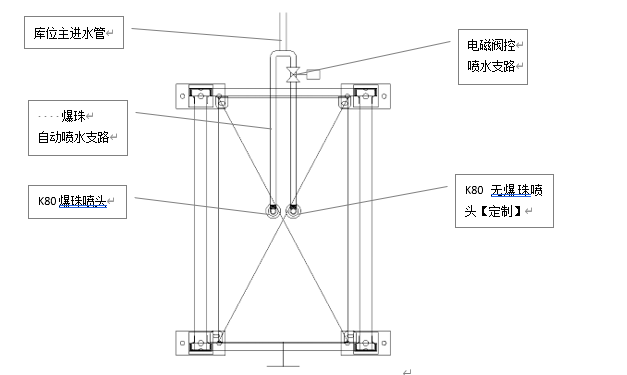 库位主进水管
电磁阀控
喷水支路
····爆珠
自动喷水支路
K80 爆珠喷头
K80 无爆珠喷
头【定制】